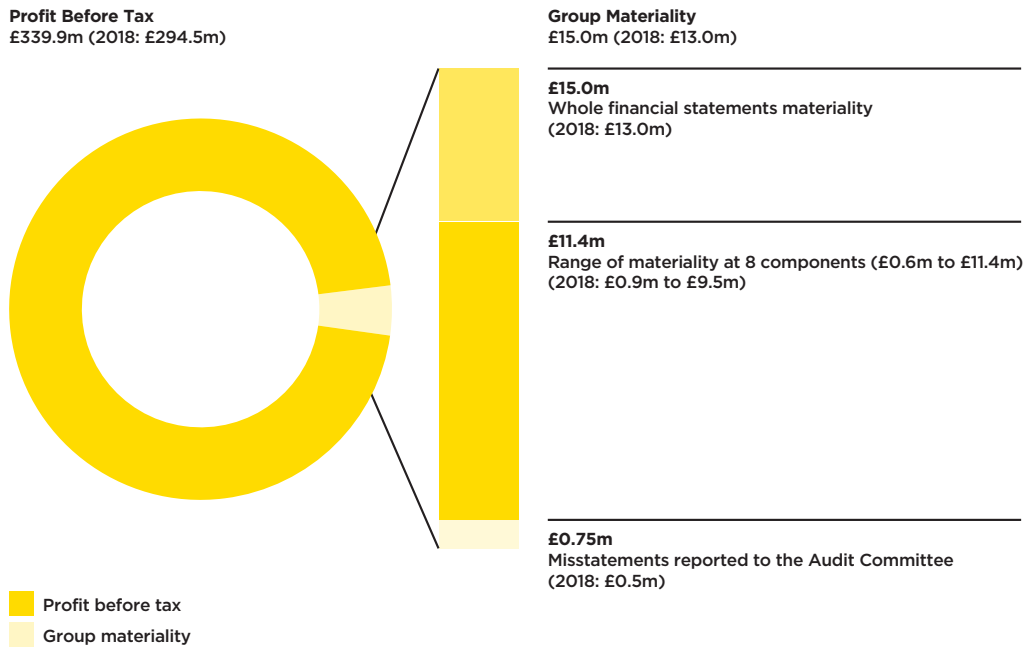 Profit Before Tax
£339.9m (2018: £294.5m)
Group Materiality
£15.0m (2018: £13.0m)
£15.0m
Whole financial statements materiality
(2018: £13.0m)
£11.4m
Range of materiality at 8 components (£0.6m to £11.4m)
(2018: £0.9m to £9.5m)
£0.75m
Misstatements reported to the Audit Committee
(2018: £0.5m)
Profit before tax
Group materiality